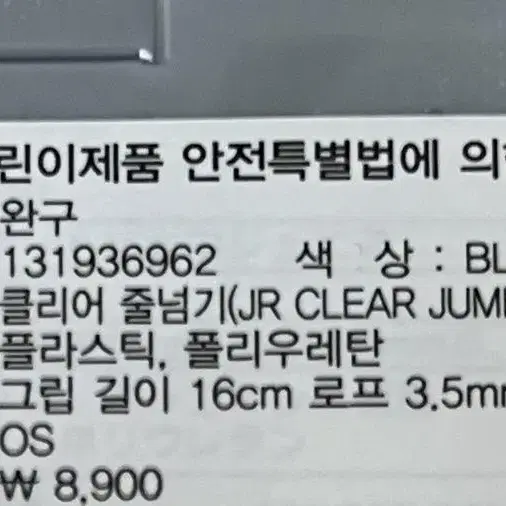 린이제품 안전특별법에 의
완구
131936962 색 상 : BL
클리어 줄넘기(JR CLEAR JUM
플라스틱, 폴리우레탄
그립 길이 16cm 로프 3.5m
OS
₩ 8,900